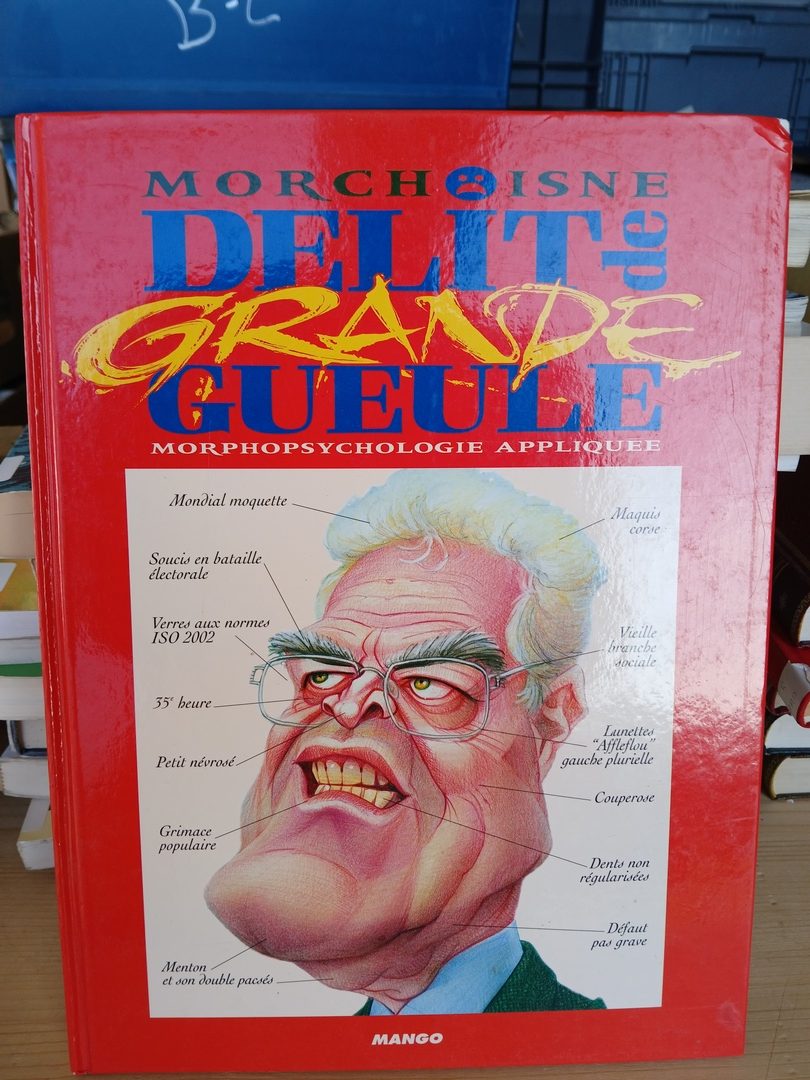 B-2
MORCHOISNE
DELIT de
GRANDE
GUEULE
MORPHOPSYCHOLOGIE APPLIQUEE
Mondial moquette
Maquis
corse
Soucis en bataille
électorale
Verres aux normes
ISO 2002
Vieille
branche
sociale
35e heure
Lunettes
"Affleflou"
gauche plurielle
Petit névrosé
Couperose
Grimace
populaire
Dents non
régularisées
Défaut
pas grave
Menton
et son double pacsés
MANGO